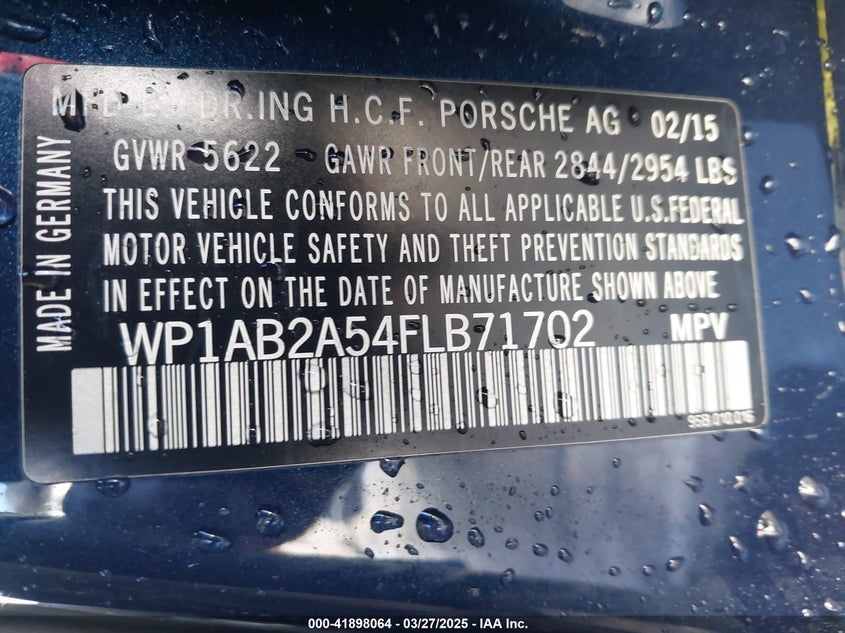 MFD BY DR.ING H.C.F. PORSCHE AG 02/15
GVWR 5622 GAWR FRONT/REAR 2844/2954 LBS
THIS VEHICLE CONFORMS TO ALL APPLICABLE U.S.FEDERAL
MOTOR VEHICLE SAFETY AND THEFT PREVENTION STANDARDS
IN EFFECT ON THE DATE OF MANUFACTURE SHOWN ABOVE
WP1AB2A54FLB71702 MPV
MADE IN GERMANY
000-41898064 / 03/27/2025 - IAA Inc.